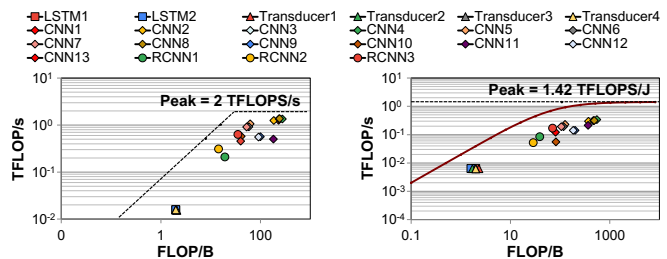 LSTM1 LSTM2 Transducer1 Transducer2 Transducer3 Transducer4
CNN1 CNN2 CNN3 CNN4 CNN5 CNN6
CNN7 CNN8 CNN9 CNN10 CNN11 CNN12
CNN13 RCNN1 RCNN2 RCNN3
10¹
10⁰
10⁻¹
10⁻²
TFLOP/s
Peak = 2 TFLOPS/s
0 1 100
FLOP/B
10¹
10⁰
10⁻¹
10⁻²
10⁻³
10⁻⁴
TFLOP/s
Peak = 1.42 TFLOPS/J
0.1 10 1000
FLOP/B